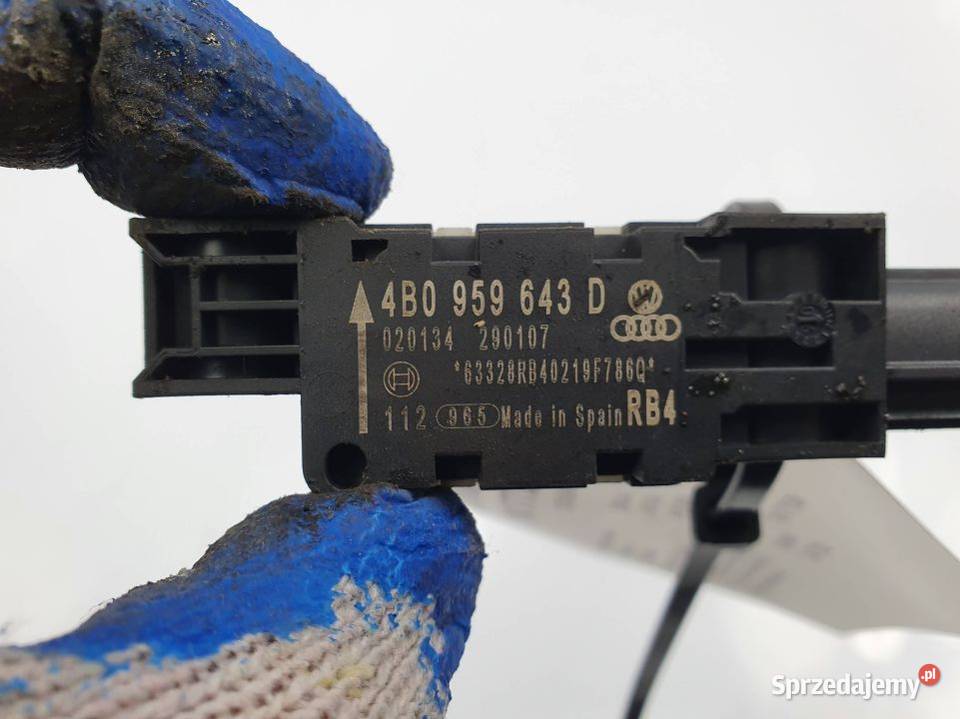 4B0 959 643 D
020134 290107
*63328RB40219F786Q*
112 965 Made in Spain RB4
Sprzedajemy.pl